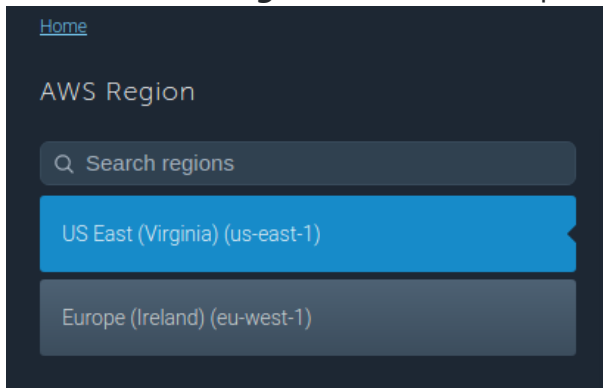 Home
AWS Region
Search regions
US East (Virginia) (us-east-1)
Europe (Ireland) (eu-west-1)